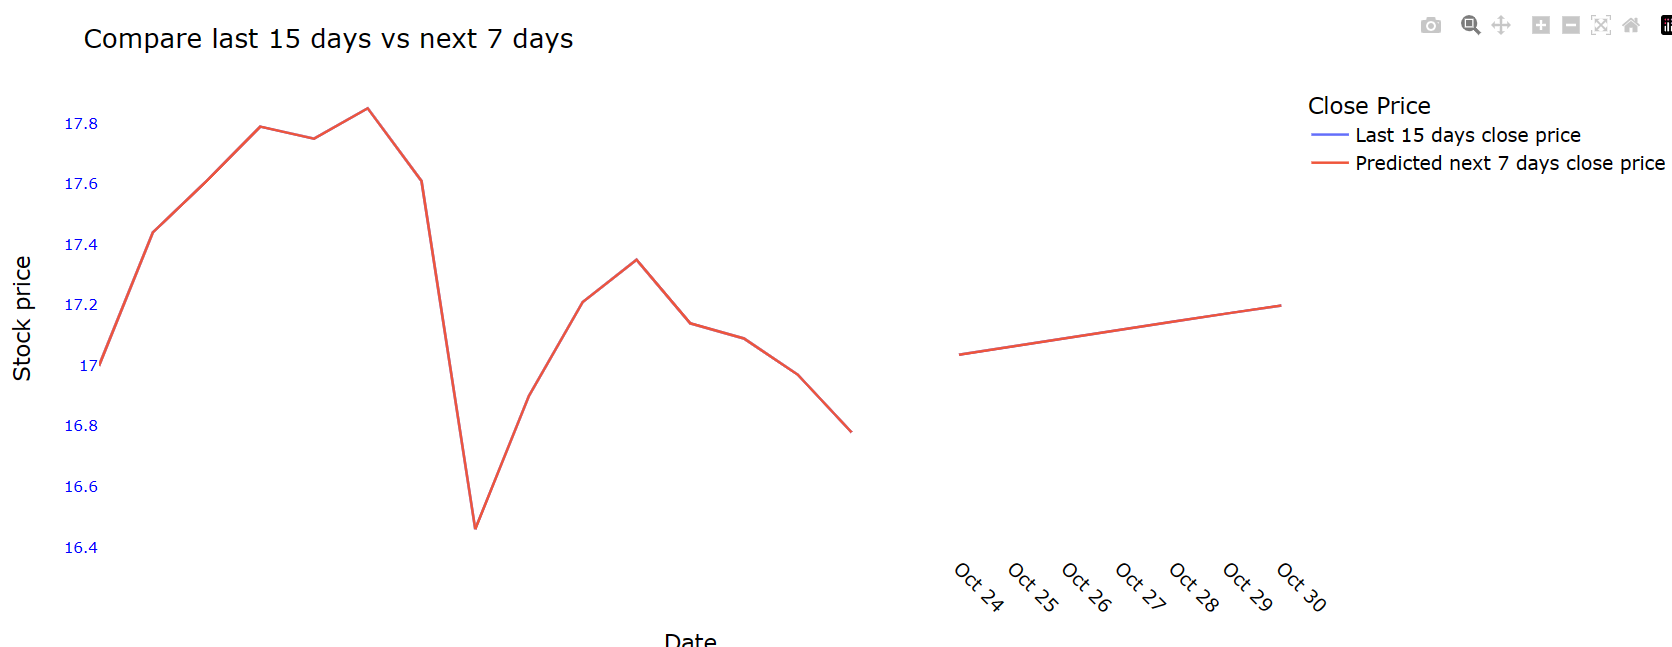 Compare last 15 days vs next 7 days
Close Price
Last 15 days close price
Predicted next 7 days close price
Stock price
17.8
17.6
17.4
17.2
17
16.8
16.6
16.4
Oct 24
Oct 25
Oct 26
Oct 27
Oct 28
Oct 29
Oct 30
Date